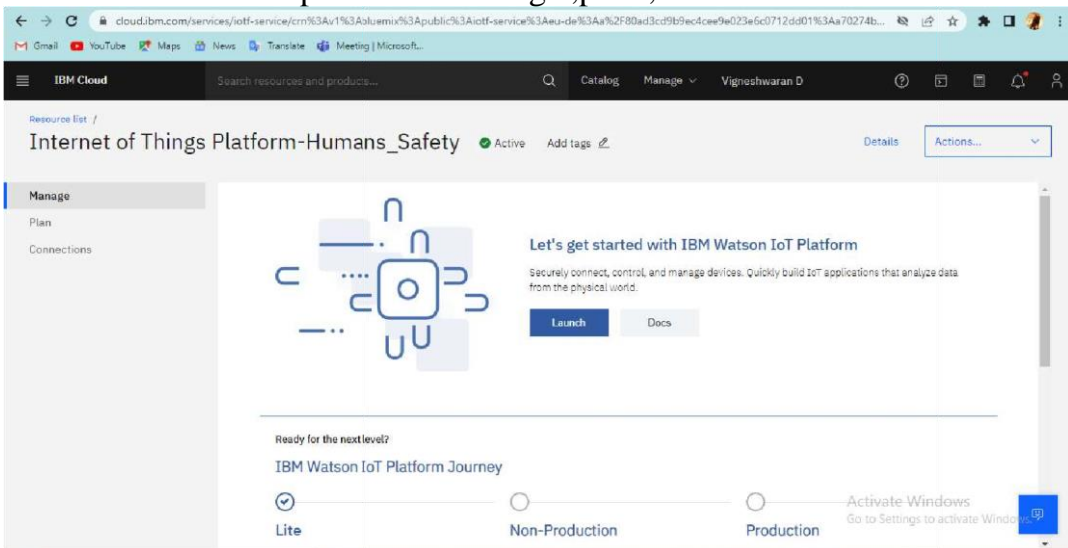 cloud.ibm.com/services/iotf-service/crn%3Av1%3Abluemix%3Apublic%3Aiotf-service%3Aeu-de%3Aa%2F80ad3cd9b9ec4cee9e023e6c0712dd01%3Aa70274b...
Gmail YouTube Maps News Translate Meeting | Microsoft...
IBM Cloud Search resources and products... Catalog Manage Vigneshwaran D
Resource list /
Internet of Things Platform-Humans_Safety Active Add tags Details Actions...
Manage
Plan
Connections
Let's get started with IBM Watson IoT Platform
Securely connect, control, and manage devices. Quickly build IoT applications that analyze data
from the physical world.
Launch Docs
Ready for the next level?
IBM Watson IoT Platform Journey
Lite Non-Production Production
Activate Windows
Go to Settings to activate Windows.